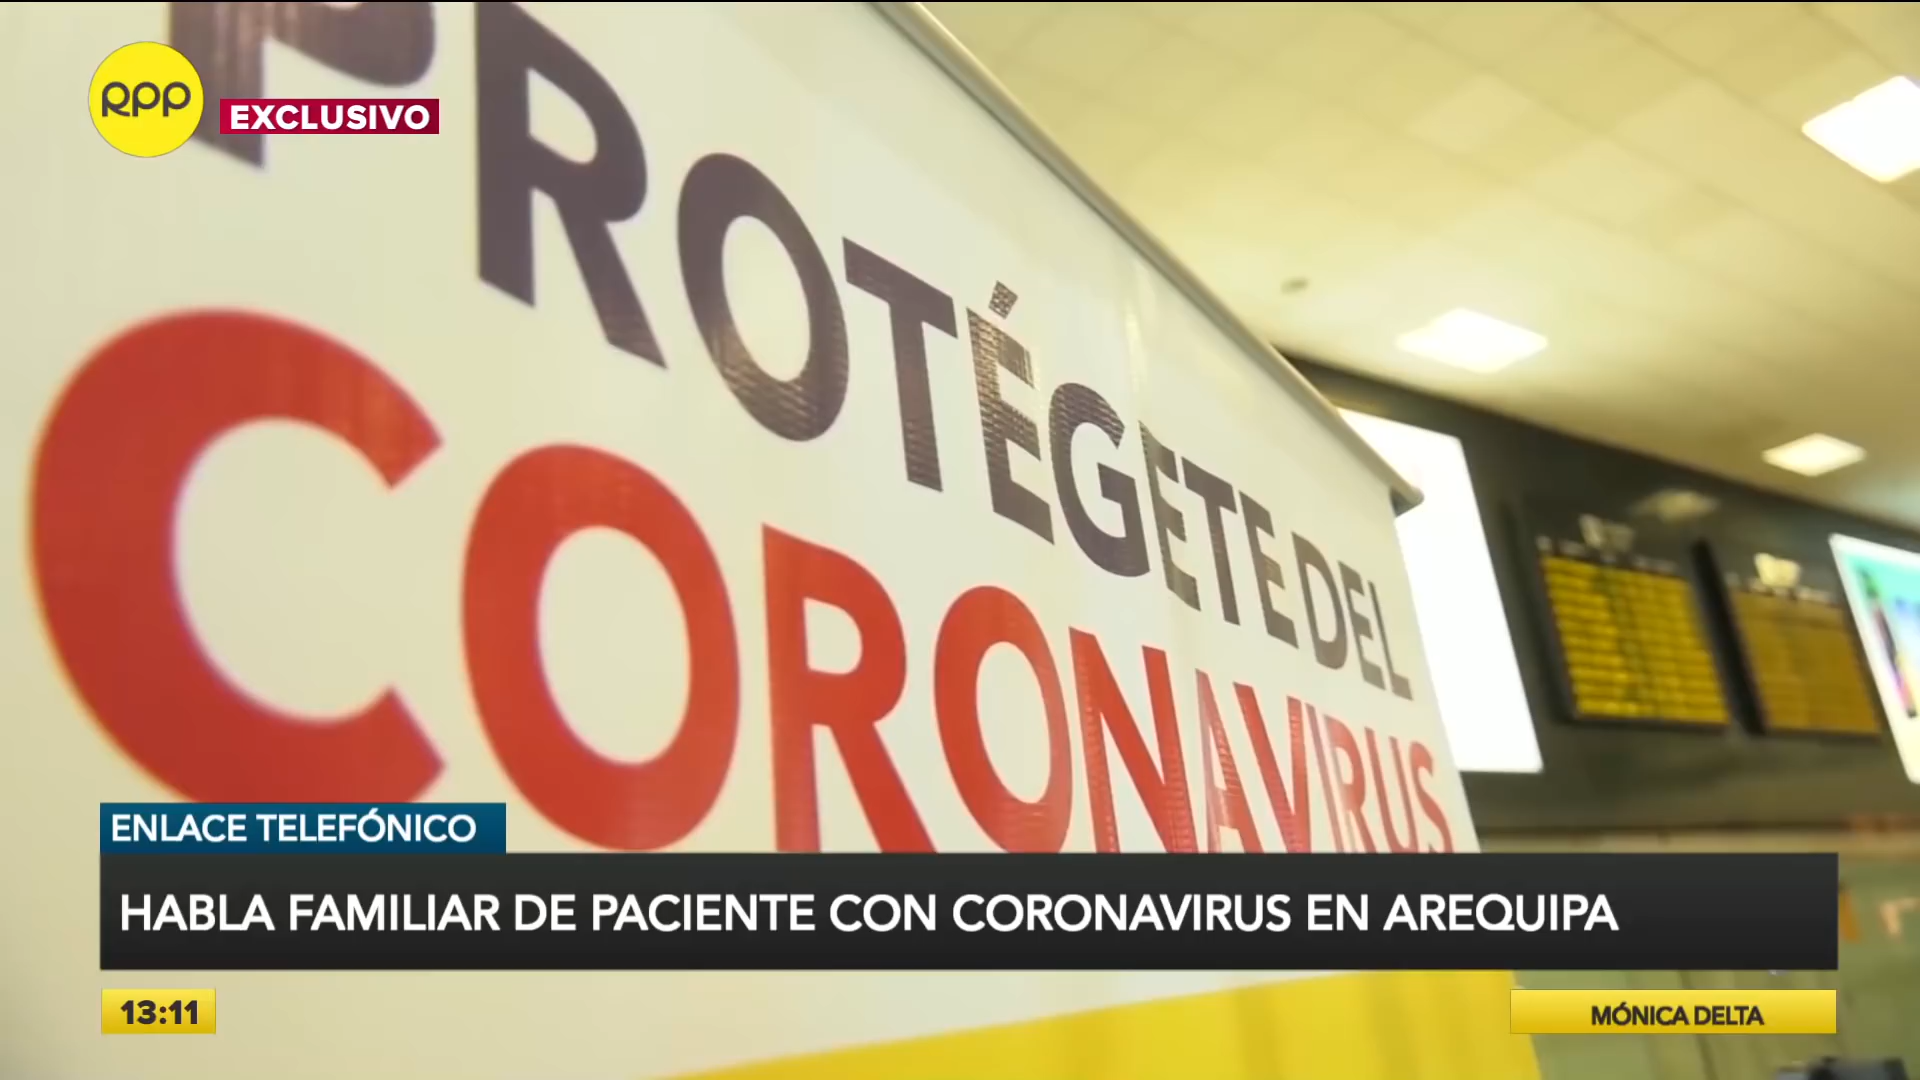 rpp
EXCLUSIVO
PROTÉGETE DEL
CORONAVIRUS
ENLACE TELEFÓNICO
HABLA FAMILIAR DE PACIENTE CON CORONAVIRUS EN AREQUIPA
13:11
MÓNICA DELTA